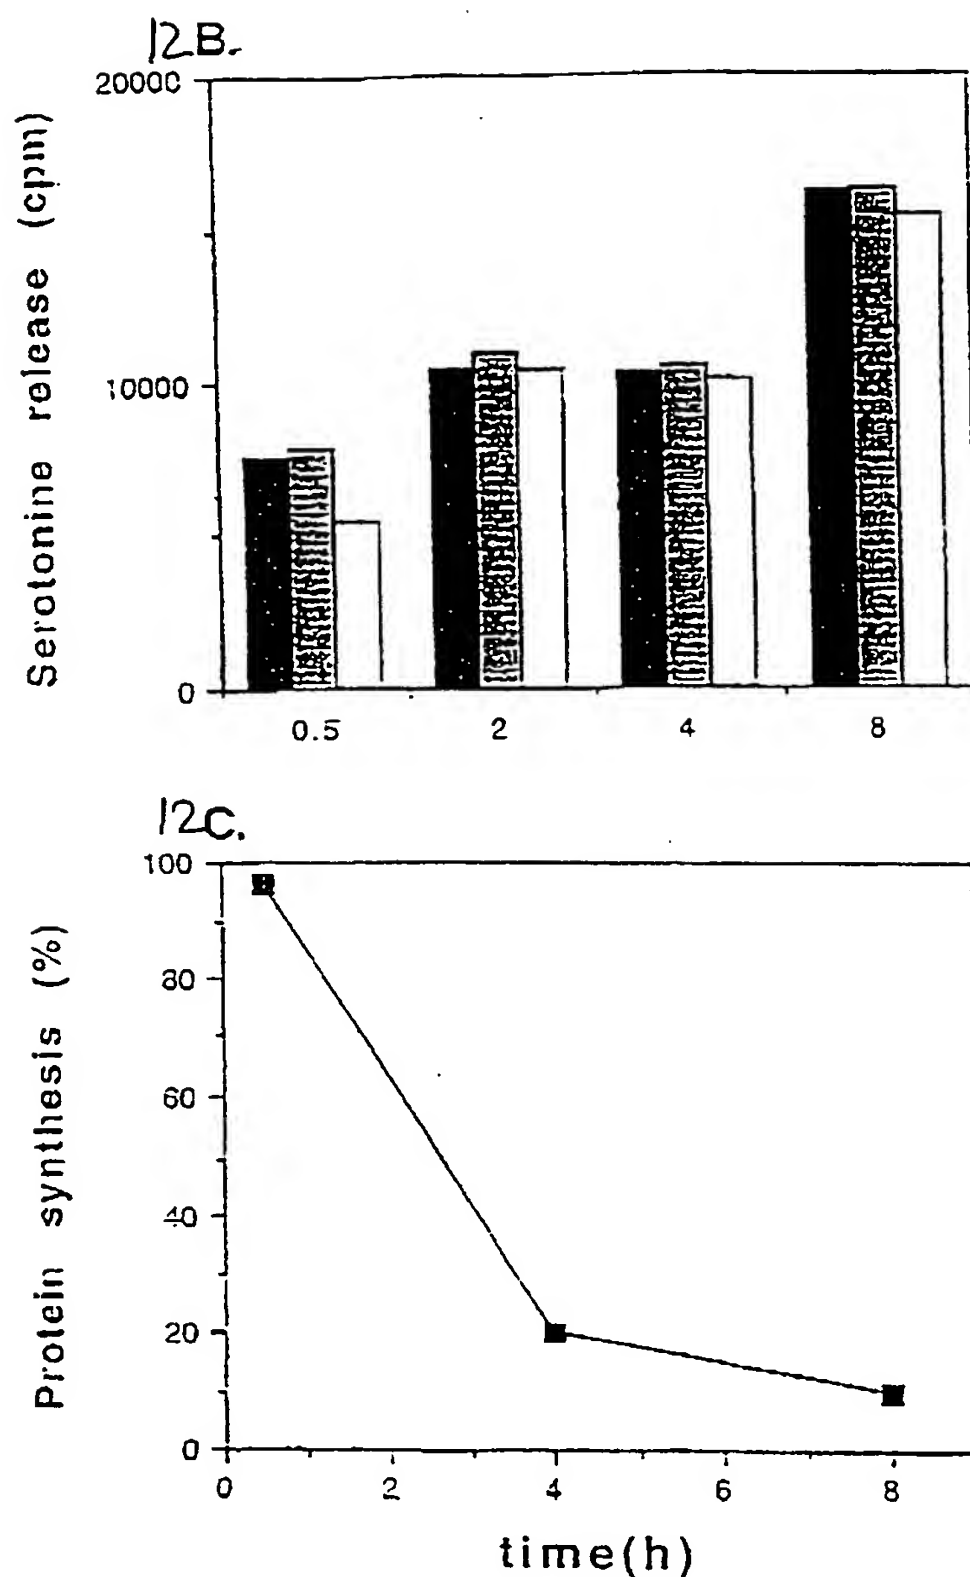 12B.
Serotonine release (cpm)
20000
10000
0
0.5 2 4 8
12C.
Protein synthesis (%)
100
80
60
40
20
0
0 2 4 6 8
time(h)